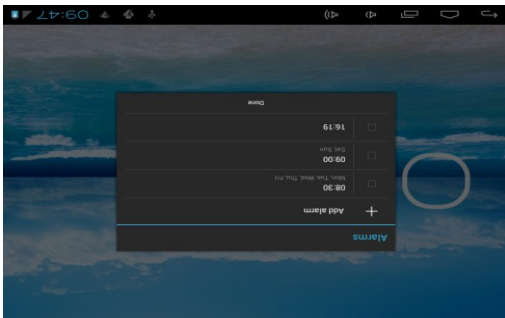 Alarms
Add alarm
08:30
Mon, Tue, Wed, Thu, Fri
09:00
Sat, Sun
16:19
Done
09:47